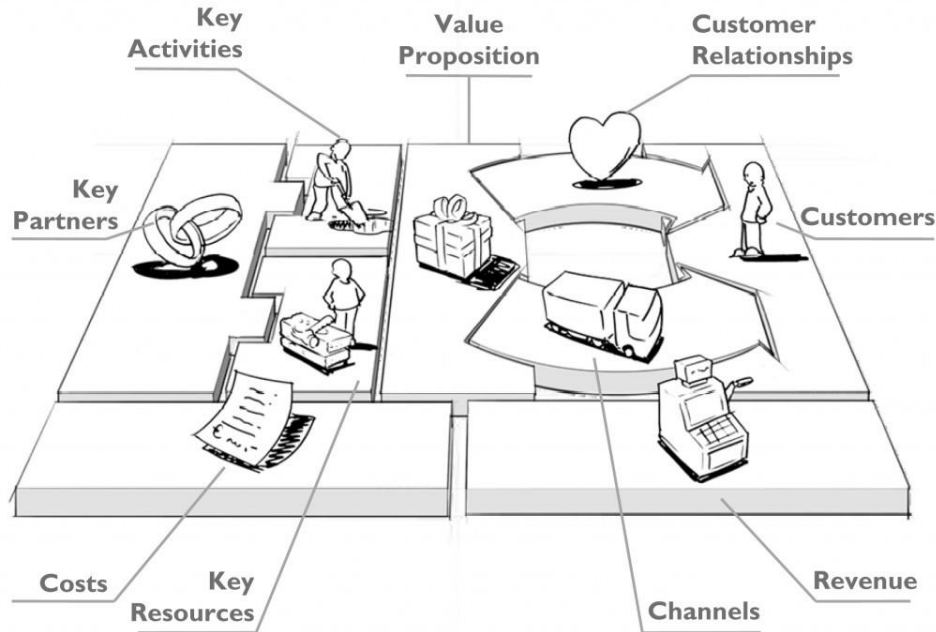 Key
Activities
Value
Proposition
Customer
Relationships
Key
Partners
Customers
€
Costs
Key
Resources
Channels
Revenue